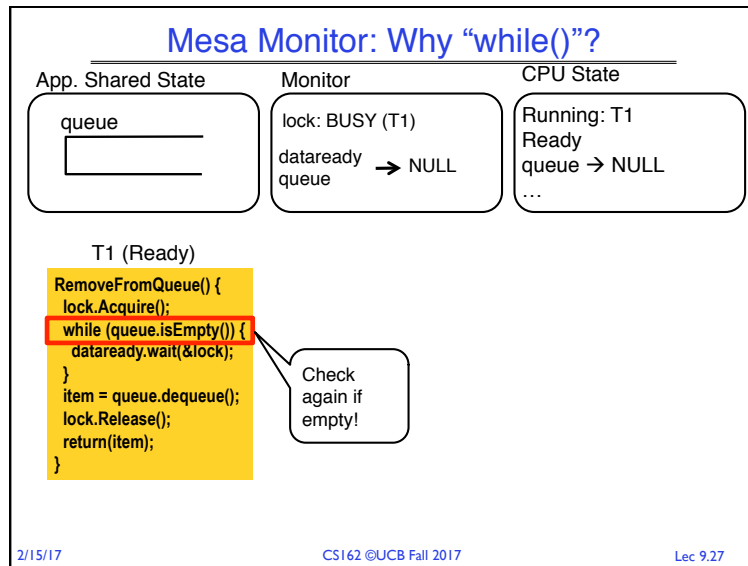 Mesa Monitor: Why “while()”?
App. Shared State
queue
Monitor
lock: BUSY (T1)
dataready
queue → NULL
CPU State
Running: T1
Ready
queue → NULL
…
T1 (Ready)
RemoveFromQueue() {
lock.Acquire();
while (queue.isEmpty()) {
dataready.wait(&lock);
}
item = queue.dequeue();
lock.Release();
return(item);
}
Check
again if
empty!
2/15/17
CS162 ©UCB Fall 2017
Lec 9.27